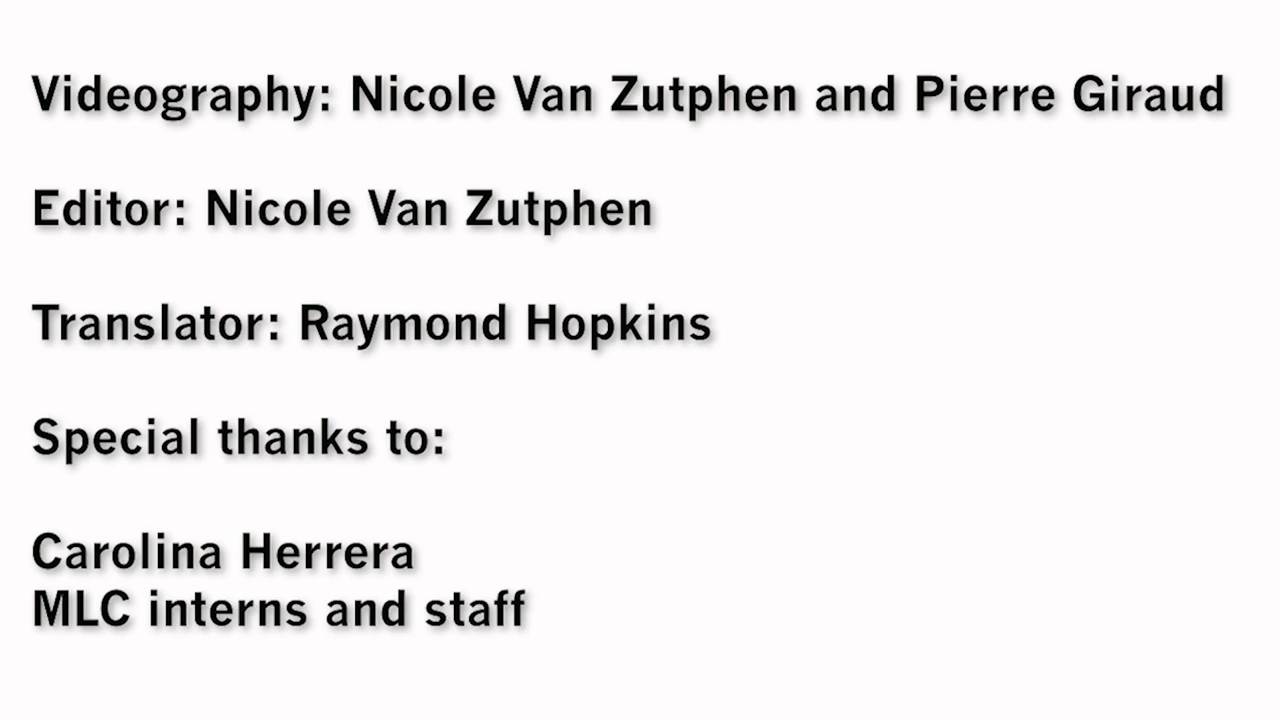 Videography: Nicole Van Zutphen and Pierre Giraud
Editor: Nicole Van Zutphen
Translator: Raymond Hopkins
Special thanks to:
Carolina Herrera
MLC interns and staff